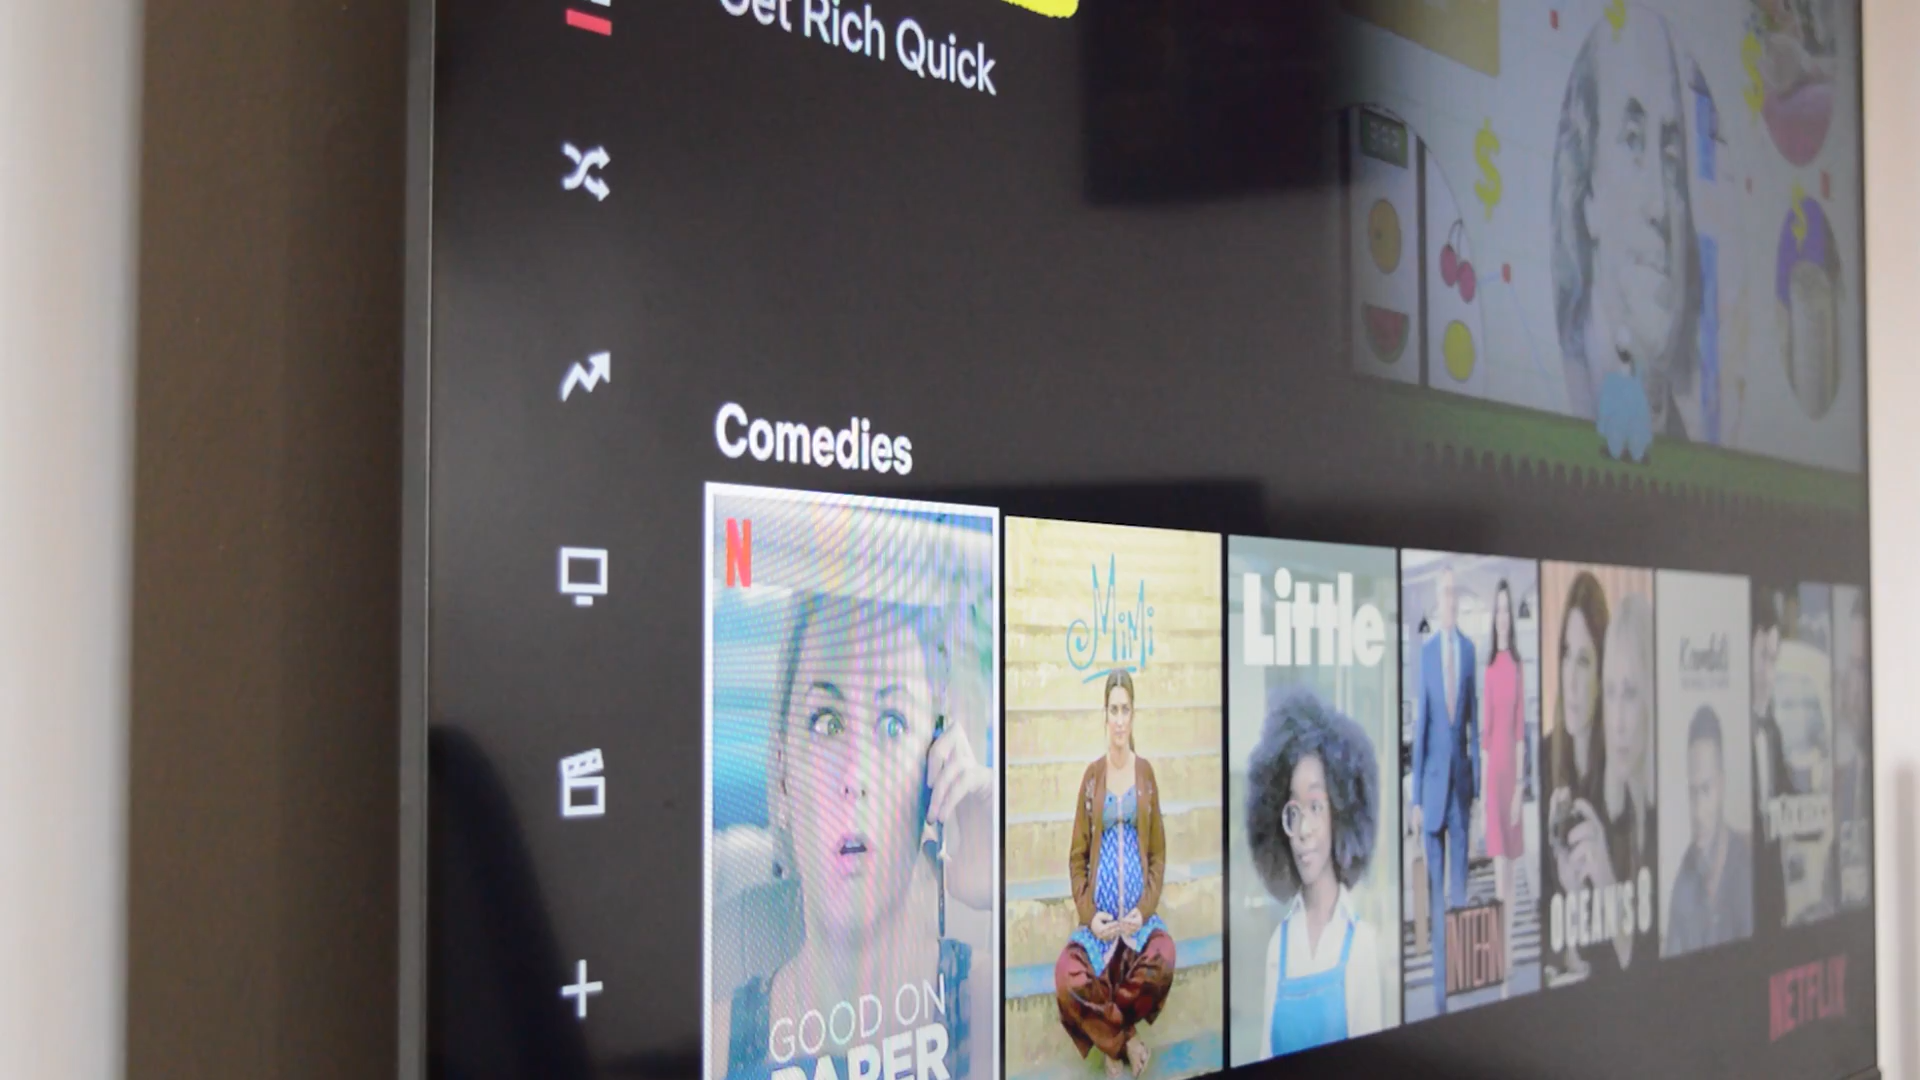 Get Rich Quick
Comedies
N
MiMi
Little
INTERN
OCEAN'S 8
GOOD ON
PAPER
NETFLIX